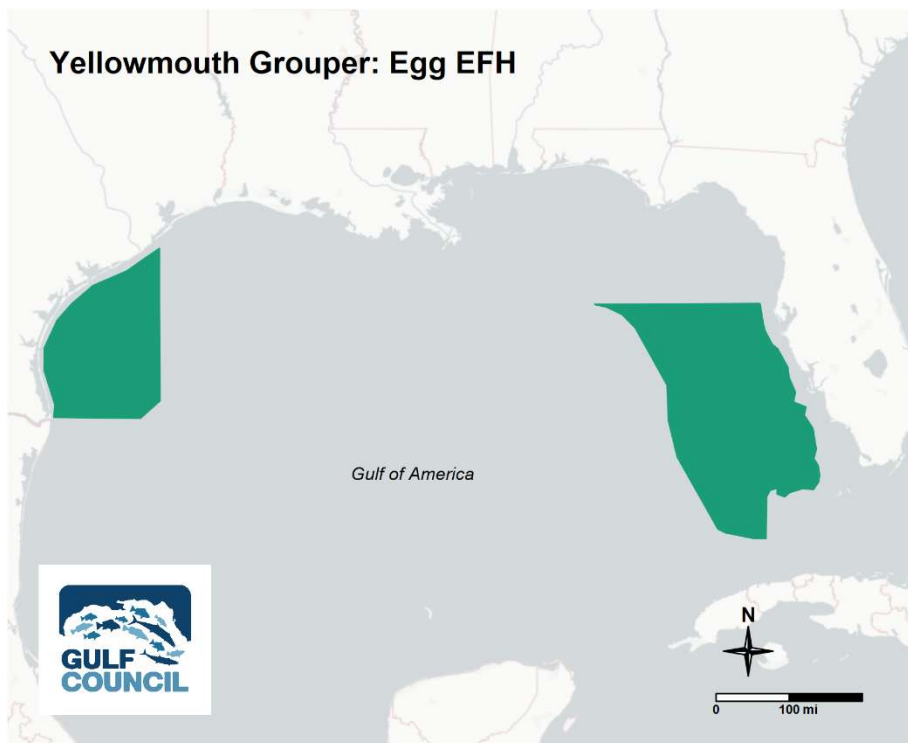 Yellowmouth Grouper: Egg EFH
Gulf of America
GULF
COUNCIL
N
0 100 mi